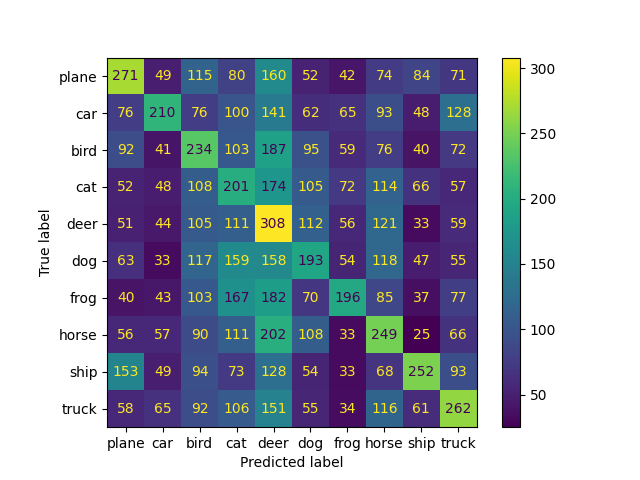 plane 271 49 115 80 160 52 42 74 84 71
car 76 210 76 100 141 62 65 93 48 128
bird 92 41 234 103 187 95 59 76 40 72
cat 52 48 108 201 174 105 72 114 66 57
deer 51 44 105 111 308 112 56 121 33 59
dog 63 33 117 159 158 193 54 118 47 55
frog 40 43 103 167 182 70 196 85 37 77
horse 56 57 90 111 202 108 33 249 25 66
ship 153 49 94 73 128 54 33 68 252 93
truck 58 65 92 106 151 55 34 116 61 262
plane car bird cat deer dog frog horse ship truck
Predicted label
True label
300
250
200
150
100
50